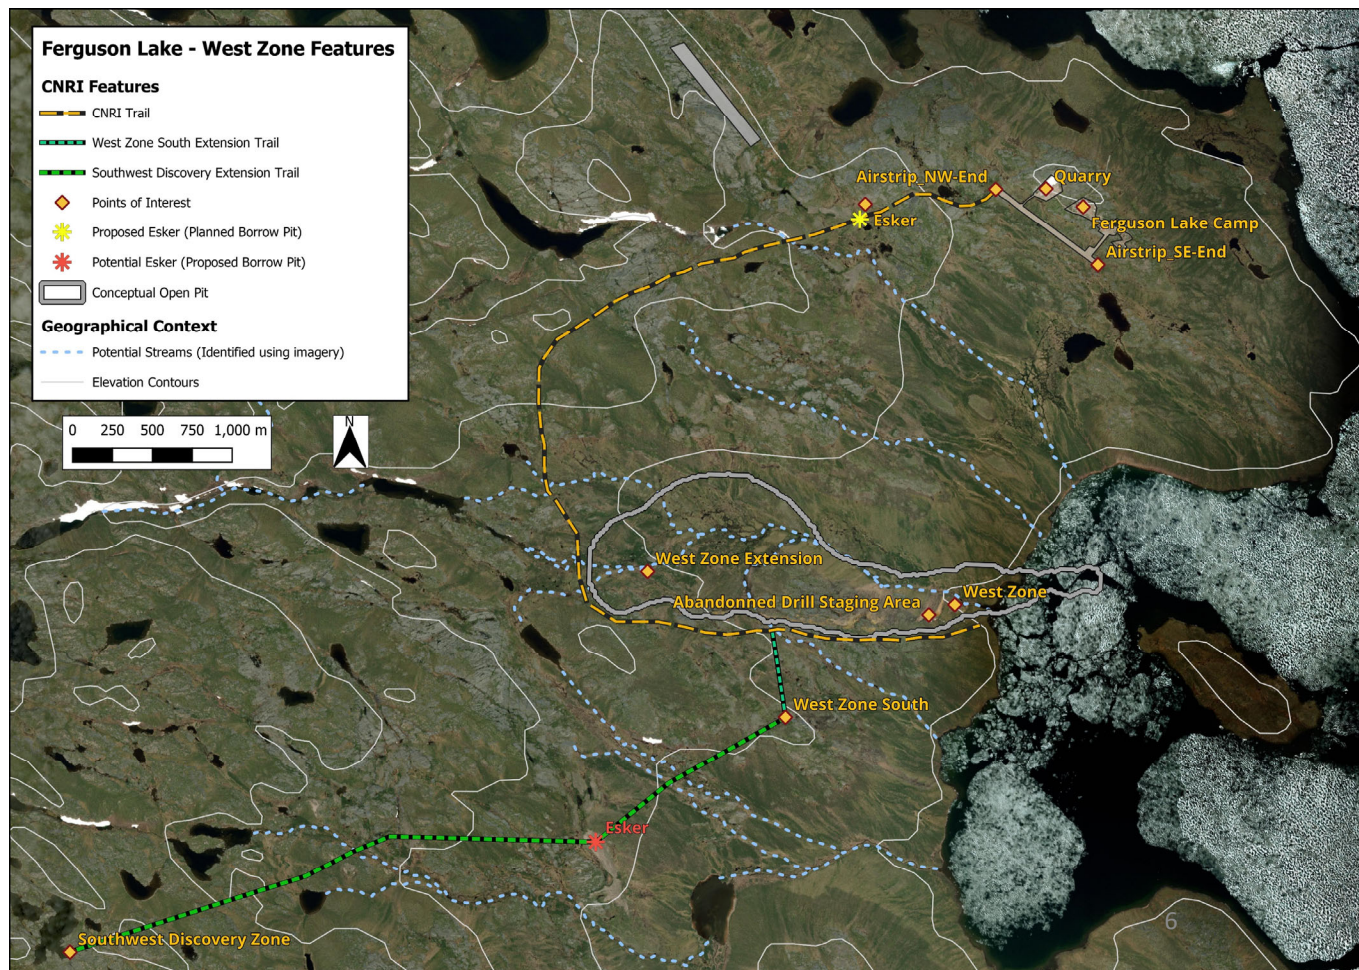 Ferguson Lake - West Zone Features
CNRI Features
CNRI Trail
West Zone South Extension Trail
Southwest Discovery Extension Trail
Points of Interest
Proposed Esker (Planned Borrow Pit)
Potential Esker (Proposed Borrow Pit)
Conceptual Open Pit
Geographical Context
Potential Streams (Identified using imagery)
Elevation Contours
0 250 500 750 1,000 m
N
Airstrip_NW-End
Quarry
Esker
Ferguson Lake Camp
Airstrip_SE-End
West Zone Extension
West Zone
Abandonned Drill Staging Area
West Zone South
Esker
Southwest Discovery Zone
6